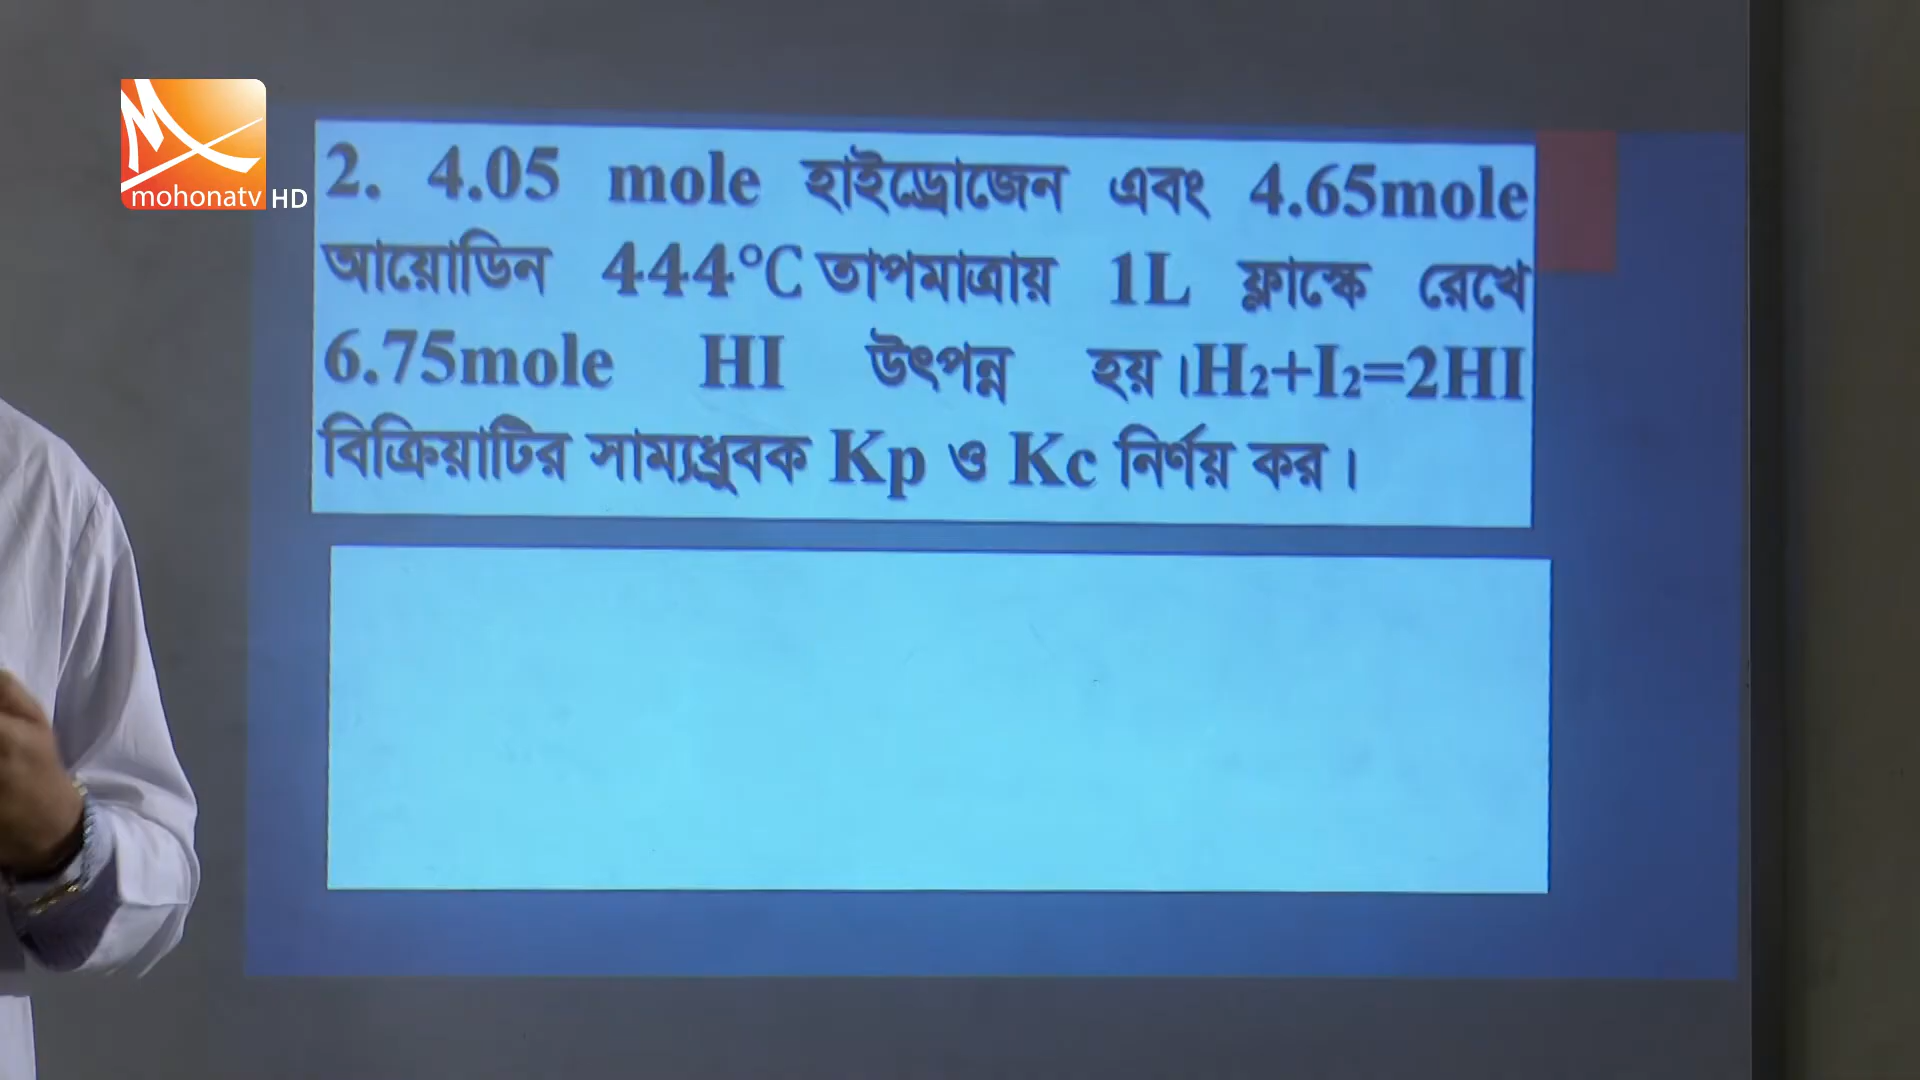 mohonatv HD
2. 4.05 mole হাইড্রোজেন এবং 4.65mole
আয়োডিন 444°C তাপমাত্রায় 1L ফ্লাস্কে রেখে
6.75mole HI উৎপন্ন হয়।H₂+I₂=2HI
বিক্রিয়াটির সাম্যধ্রুবক Kp ও Kc নির্ণয় কর।